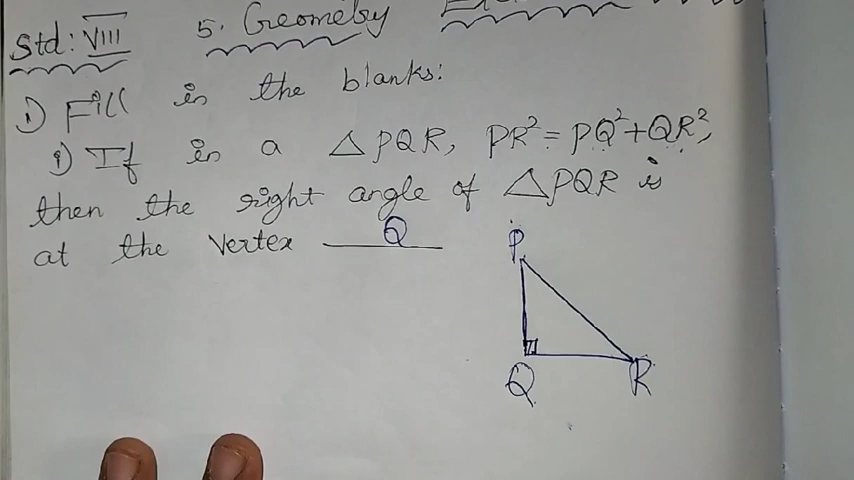 Std: VIII 5. Geometry
1) Fill in the blanks:
i) If in a △PQR, PR² = PQ² + QR²,
then the right angle of △PQR is
at the vertex Q
P
Q R